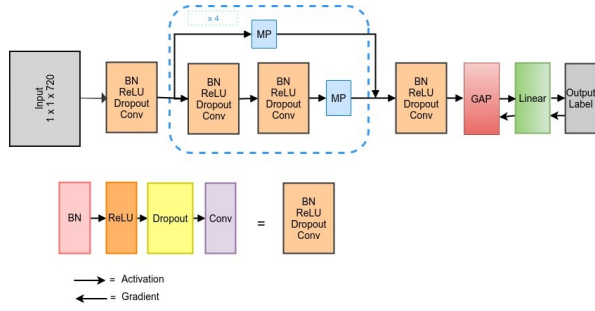 x 4
MP
Input
1 x 1 x 720
BN
ReLU
Dropout
Conv
BN
ReLU
Dropout
Conv
BN
ReLU
Dropout
Conv
MP
BN
ReLU
Dropout
Conv
GAP
Linear
Output
Label
BN
ReLU
Dropout
Conv
=
BN
ReLU
Dropout
Conv
= Activation
= Gradient